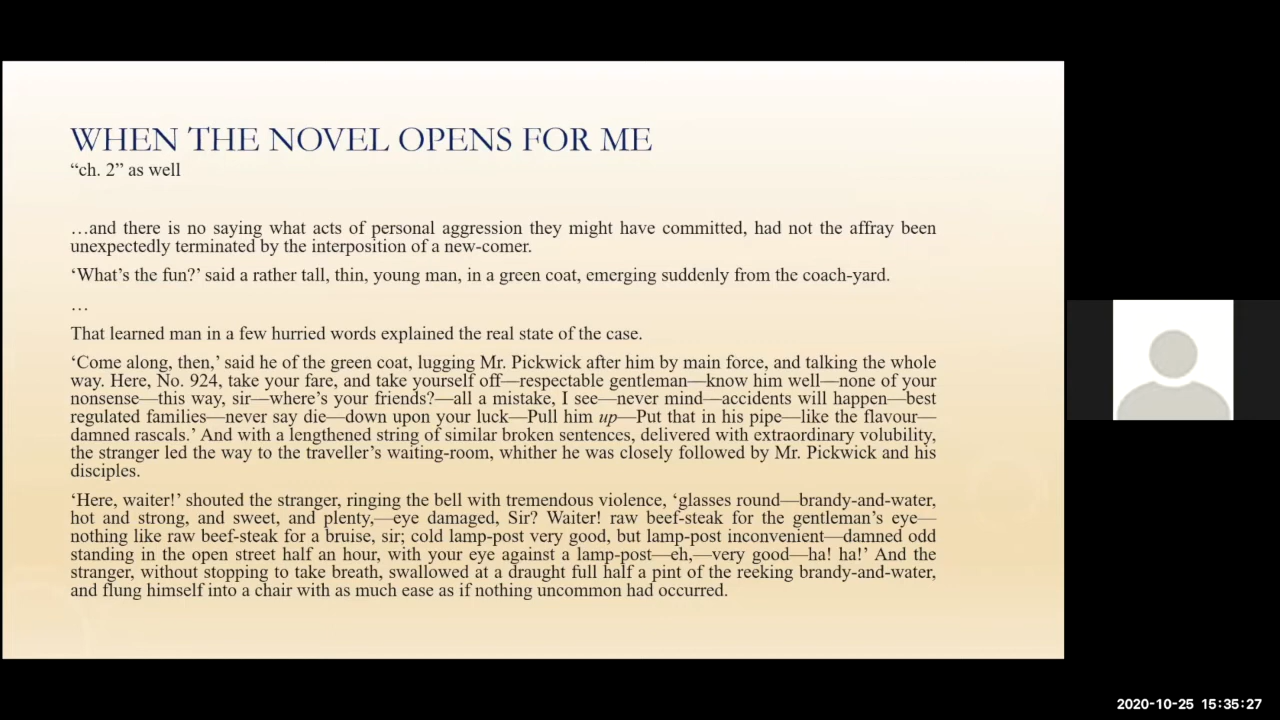 WHEN THE NOVEL OPENS FOR ME
“ch. 2” as well
…and there is no saying what acts of personal aggression they might have committed, had not the affray been
unexpectedly terminated by the interposition of a new-comer.
‘What’s the fun?’ said a rather tall, thin, young man, in a green coat, emerging suddenly from the coach-yard.
…
That learned man in a few hurried words explained the real state of the case.
‘Come along, then,’ said he of the green coat, lugging Mr. Pickwick after him by main force, and talking the whole
way. Here, No. 924, take your fare, and take yourself off—respectable gentleman—know him well—none of your
nonsense—this way, sir—where’s your friends?—all a mistake, I see—never mind—accidents will happen—best
regulated families—never say die—down upon your luck—Pull him up—Put that in his pipe—like the flavour—
damned rascals.’ And with a lengthened string of similar broken sentences, delivered with extraordinary volubility,
the stranger led the way to the traveller’s waiting-room, whither he was closely followed by Mr. Pickwick and his
disciples.
‘Here, waiter!’ shouted the stranger, ringing the bell with tremendous violence, ‘glasses round—brandy-and-water,
hot and strong, and sweet, and plenty,—eye damaged, Sir? Waiter! raw beef-steak for the gentleman’s eye—
nothing like raw beef-steak for a bruise, sir; cold lamp-post very good, but lamp-post inconvenient—damned odd
standing in the open street half an hour, with your eye against a lamp-post—eh,—very good—ha! ha!’ And the
stranger, without stopping to take breath, swallowed at a draught full half a pint of the reeking brandy-and-water,
and flung himself into a chair with as much ease as if nothing uncommon had occurred.
2020-10-25 15:35:27